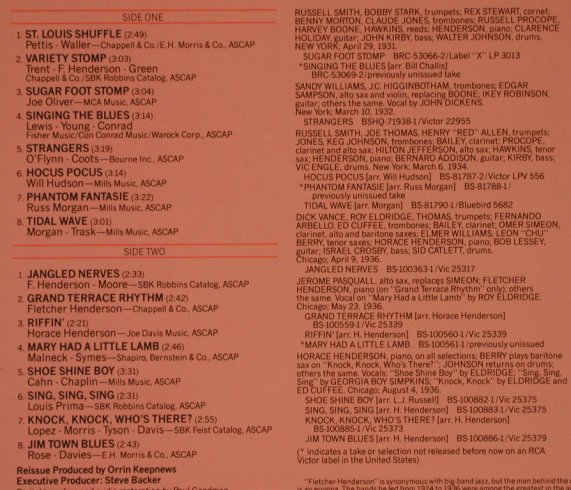 SIDE ONE
1. ST. LOUIS SHUFFLE (2:49)
Pettis - Waller—Chappell & Co./E.H. Morris & Co., ASCAP
2. VARIETY STOMP (3:03)
Trent - F. Henderson - Green
Chappell & Co./SBK Robbins Catalog, ASCAP
3. SUGAR FOOT STOMP (3:04)
Joe Oliver—MCA Music, ASCAP
4. SINGING THE BLUES (3:14)
Lewis - Young - Conrad
Fisher Music/Con Conrad Music/Warock Corp., ASCAP
5. STRANGERS (3:19)
O'Flynn - Coots—Bourne Inc., ASCAP
6. HOCUS POCUS (3:14)
Will Hudson—Mills Music, ASCAP
7. PHANTOM FANTASIE (3:22)
Russ Morgan—Mills Music, ASCAP
8. TIDAL WAVE (3:01)
Morgan - Trask—Mills Music, ASCAP
SIDE TWO
1. JANGLED NERVES (2:33)
F. Henderson - Moore—SBK Robbins Catalog, ASCAP
2. GRAND TERRACE RHYTHM (2:42)
Fletcher Henderson—Chappell & Co., ASCAP
3. RIFFIN' (2:21)
Horace Henderson—Joe Davis Music, ASCAP
4. MARY HAD A LITTLE LAMB (2:46)
Malneck - Symes—Shapiro, Bernstein & Co., ASCAP
5. SHOE SHINE BOY (3:31)
Cahn - Chaplin—Mills Music, ASCAP
6. SING, SING, SING (2:31)
Louis Prima—SBK Robbins Catalog, ASCAP
7. KNOCK, KNOCK, WHO'S THERE? (2:55)
Lopez - Morris - Tyson - Davis—SBK Feist Catalog, ASCAP
8. JIM TOWN BLUES (2:43)
Rose - Davies—E.H. Morris & Co., ASCAP
Reissue Produced by Orrin Keepnews
Executive Producer: Steve Backer
RUSSELL SMITH, BOBBY STARK, trumpets; REX STEWART, cornet;
BENNY MORTON, CLAUDE JONES, trombones; RUSSELL PROCOPE,
HARVEY BOONE, HAWKINS, reeds; HENDERSON, piano; CLARENCE
HOLIDAY, guitar; JOHN KIRBY, bass; WALTER JOHNSON, drums.
NEW YORK; April 29, 1931.
SUGAR FOOT STOMP BRC-53066-2/Label "X" LP 3013
*SINGING THE BLUES [arr. Bill Challis]
BRC-53069-2/previously unissued take
SANDY WILLIAMS, J.C. HIGGINBOTHAM, trombones; EDGAR
SAMPSON, alto sax and violin, replacing BOONE; IKEY ROBINSON,
guitar; others the same. Vocal by JOHN DICKENS.
New York; March 10, 1932.
STRANGERS BSHQ-71938-1/Victor 22955
RUSSELL SMITH, JOE THOMAS, HENRY "RED" ALLEN, trumpets;
JONES, KEG JOHNSON, trombones; BAILEY, clarinet; PROCOPE,
clarinet and alto sax; HILTON JEFFERSON, alto sax; HAWKINS, tenor
sax; HENDERSON, piano; BERNARD ADDISON, guitar; KIRBY, bass;
VIC ENGLE, drums. New York; March 6, 1934.
HOCUS POCUS [arr. Will Hudson] BS-81787-2/Victor LPV 556
*PHANTOM FANTASIE [arr. Russ Morgan] BS-81788-1/
previously unissued take
TIDAL WAVE [arr. Russ Morgan] BS-81790-1/Bluebird 5682
DICK VANCE, ROY ELDRIDGE, THOMAS, trumpets; FERNANDO
ARBELLO, ED CUFFEE, trombones; BAILEY, clarinet; OMER SIMEON,
clarinet, alto and baritone saxes; ELMER WILLIAMS, LEON "CHU"
BERRY, tenor saxes; HORACE HENDERSON, piano; BOB LESSEY,
guitar; ISRAEL CROSBY, bass; SID CATLETT, drums.
Chicago; April 9, 1936.
JANGLED NERVES BS-100363-1/Vic 25317
JEROME PASQUALL, alto sax, replaces SIMEON; FLETCHER
HENDERSON, piano (on "Grand Terrace Rhythm" only); others
the same. Vocal on "Mary Had a Little Lamb" by ROY ELDRIDGE.
Chicago; May 23, 1936.
GRAND TERRACE RHYTHM [arr. Horace Henderson]
BS-100559-1/Vic 25339
RIFFIN' [arr. H. Henderson] BS-100560-1/Vic 25339
*MARY HAD A LITTLE LAMB BS-100561-1/previously unissued
HORACE HENDERSON, piano, on all selections; BERRY plays baritone
sax on "Knock, Knock, Who's There?"; JOHNSON returns on drums;
others the same. Vocals: "Shoe Shine Boy" by ELDRIDGE; "Sing, Sing,
Sing" by GEORGIA BOY SIMPKINS; "Knock, Knock" by ELDRIDGE and
ED CUFFEE. Chicago; August 4, 1936.
SHOE SHINE BOY [arr. L.J. Russell] BS-100882-1/Vic 25375
SING, SING, SING [arr. H. Henderson] BS-100883-1/Vic 25375
KNOCK, KNOCK, WHO'S THERE? [arr. H. Henderson]
BS-100885-1/Vic 25373
JIM TOWN BLUES [arr. H. Henderson] BS-100886-1/Vic 25379
(* indicates a take or selection not released before now on an RCA
Victor label in the United States)
"Fletcher Henderson" is synonymous with big-band jazz, but the man behind the